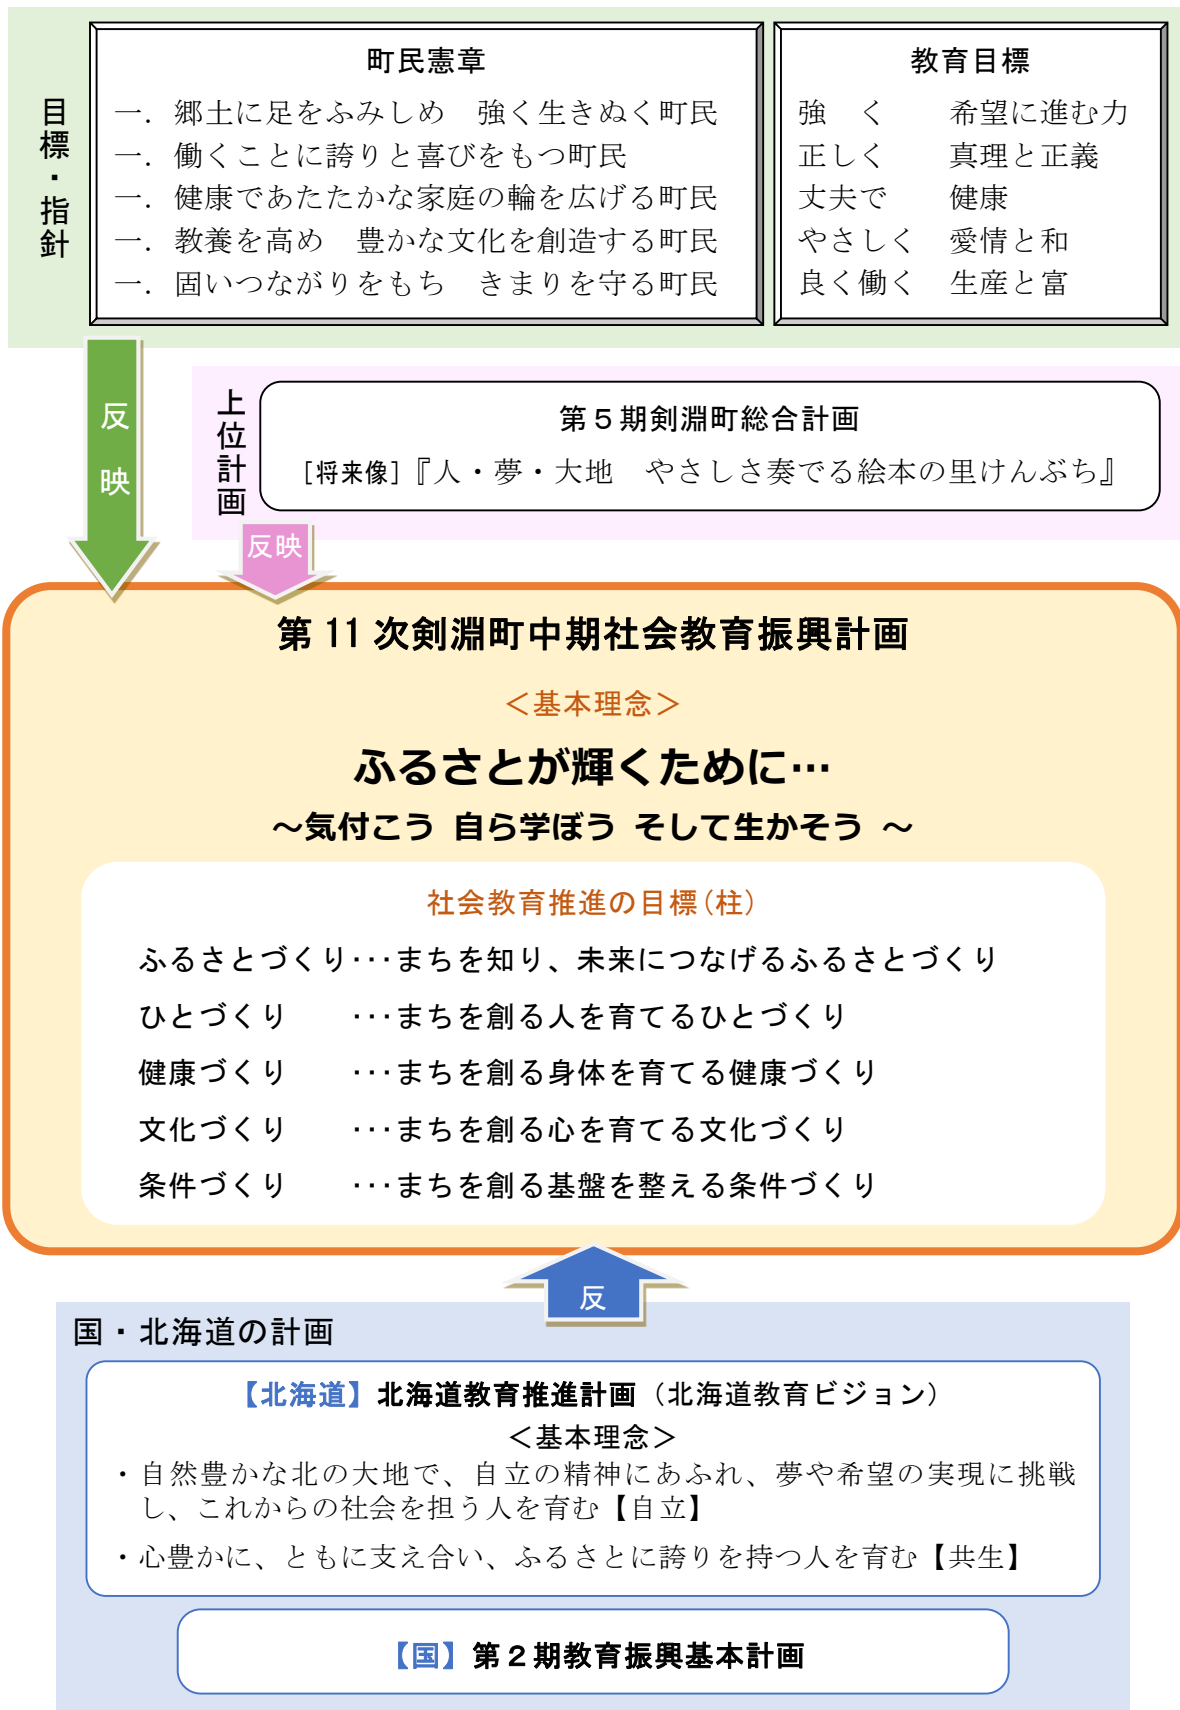 目標・指針
町民憲章
一．郷土に足をふみしめ　強く生きぬく町民
一．働くことに誇りと喜びをもつ町民
一．健康であたたかな家庭の輪を広げる町民
一．教養を高め　豊かな文化を創造する町民
一．固いつながりをもち　きまりを守る町民
教育目標
強　く　　希望に進む力
正しく　　真理と正義
丈夫で　　健康
やさしく　愛情と和
良く働く　生産と富
反映
上位計画
第５期剣淵町総合計画
[将来像]『人・夢・大地　やさしさ奏でる絵本の里けんぶち』
反映
第 11 次剣淵町中期社会教育振興計画
＜基本理念＞
ふるさとが輝くために…
～気付こう 自ら学ぼう そして生かそう ～
社会教育推進の目標(柱)
ふるさとづくり･･･まちを知り、未来につなげるふるさとづくり
ひとづくり　　･･･まちを創る人を育てるひとづくり
健康づくり　　･･･まちを創る身体を育てる健康づくり
文化づくり　　･･･まちを創る心を育てる文化づくり
条件づくり　　･･･まちを創る基盤を整える条件づくり
反
国・北海道の計画
【北海道】北海道教育推進計画（北海道教育ビジョン）
＜基本理念＞
・自然豊かな北の大地で、自立の精神にあふれ、夢や希望の実現に挑戦
し、これからの社会を担う人を育む【自立】
・心豊かに、ともに支え合い、ふるさとに誇りを持つ人を育む【共生】
【国】第２期教育振興基本計画